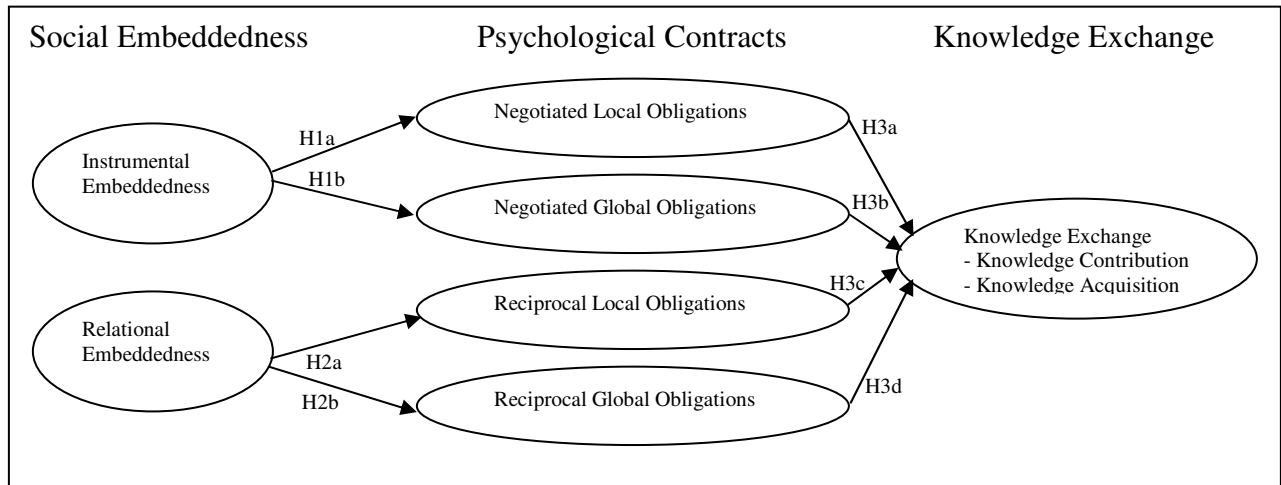 Social Embeddedness
Psychological Contracts
Knowledge Exchange
Instrumental
Embeddedness
Relational
Embeddedness
H1a
H1b
H2a
H2b
Negotiated Local Obligations
Negotiated Global Obligations
Reciprocal Local Obligations
Reciprocal Global Obligations
H3a
H3b
H3c
H3d
Knowledge Exchange
- Knowledge Contribution
- Knowledge Acquisition